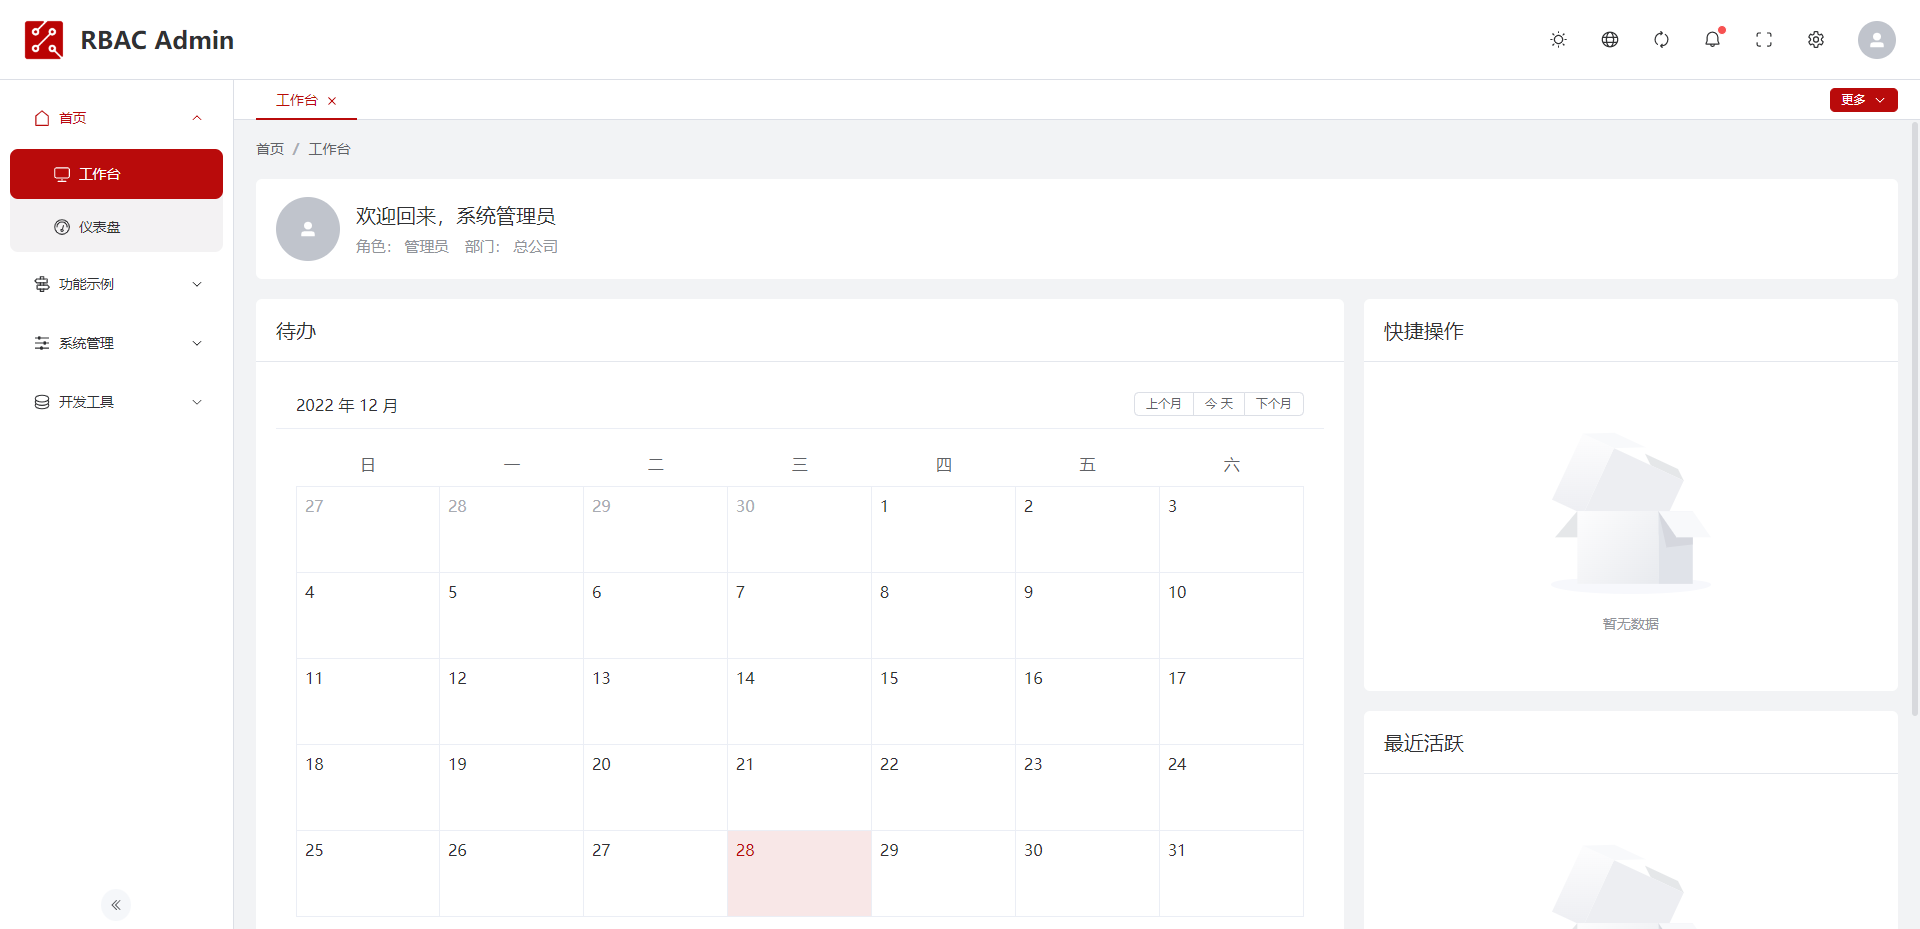 RBAC Admin
首页
工作台
仪表盘
功能示例
系统管理
开发工具
工作台
更多
首页 / 工作台
欢迎回来，系统管理员
角色： 管理员 部门： 总公司
待办
2022 年 12 月
上个月 今天 下个月
日 一 二 三 四 五 六
27 28 29 30 1 2 3
4 5 6 7 8 9 10
11 12 13 14 15 16 17
18 19 20 21 22 23 24
25 26 27 28 29 30 31
快捷操作
暂无数据
最近活跃